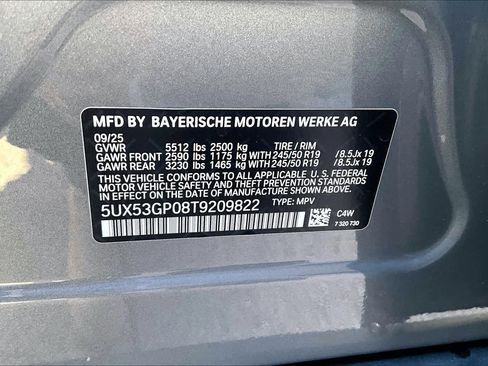 MFD BY BAYERISCHE MOTOREN WERKE AG
09/25
GVWR 5512 lbs 2500 kg TIRE / RIM
GAWR FRONT 2590 lbs 1175 kg WITH 245/50 R19 / 8.5Jx 19
GAWR REAR 3230 lbs 1465 kg WITH 245/50 R19 / 8.5Jx 19
THIS VEHICLE CONFORMS TO ALL APPLICABLE U. S. FEDERAL
MOTOR VEHICLE SAFETY AND THEFT PREVENTION STANDARDS
IN EFFECT ON THE DATE OF MANUFACTURE SHOWN ABOVE.
5UX53GP08T9209822 TYPE: MPV
C4W
7 320 730